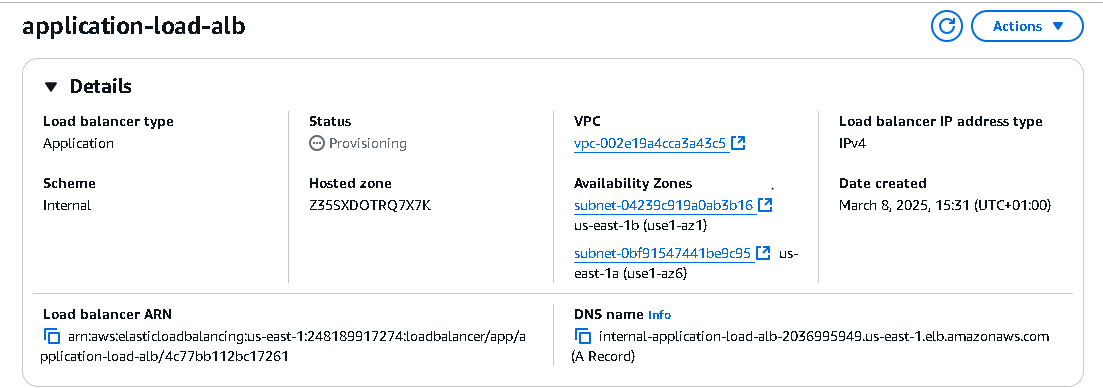 application-load-alb
Actions
Details
Load balancer type
Application
Status
Provisioning
VPC
vpc-002e19a4cca3a43c5
Load balancer IP address type
IPv4
Scheme
Internal
Hosted zone
Z35SXDOTRQ7X7K
Availability Zones
subnet-04239c919a0ab3b16
us-east-1b (use1-az1)
subnet-0bf91547441be9c95 us-
east-1a (use1-az6)
Date created
March 8, 2025, 15:31 (UTC+01:00)
Load balancer ARN
arn:aws:elasticloadbalancing:us-east-1:248189917274:loadbalancer/app/a
pplication-load-alb/4c77bb112bc17261
DNS name Info
internal-application-load-alb-2036995949.us-east-1.elb.amazonaws.com
(A Record)